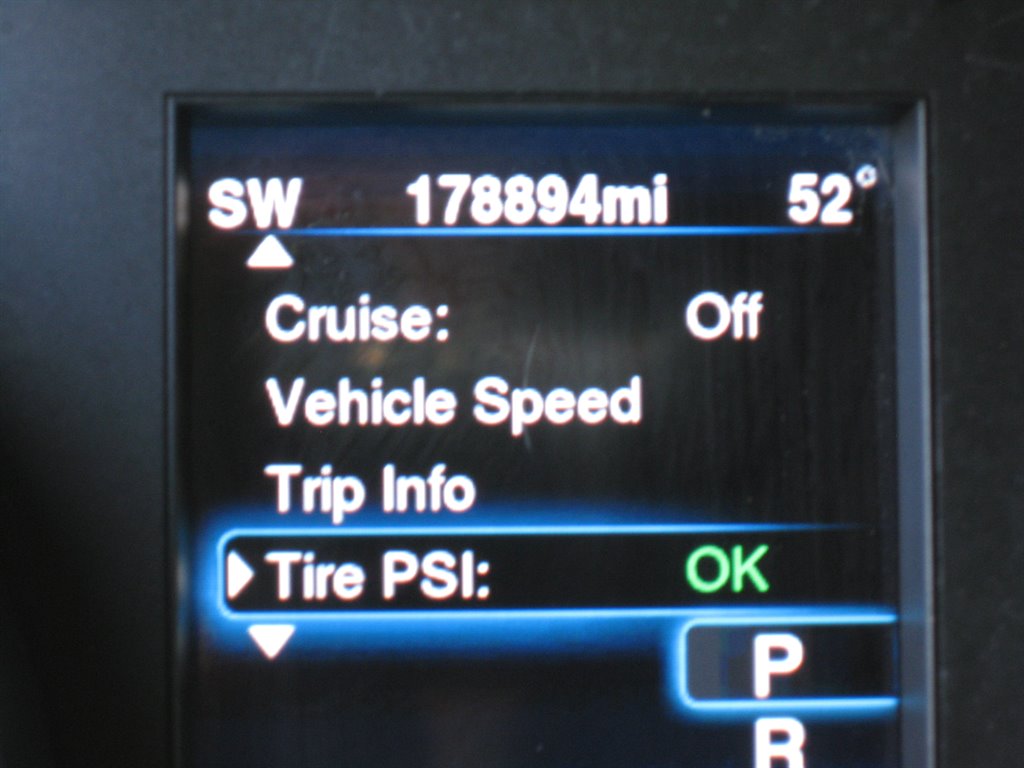 SW 178894mi 52°
Cruise: Off
Vehicle Speed
Trip Info
Tire PSI: OK
P
R